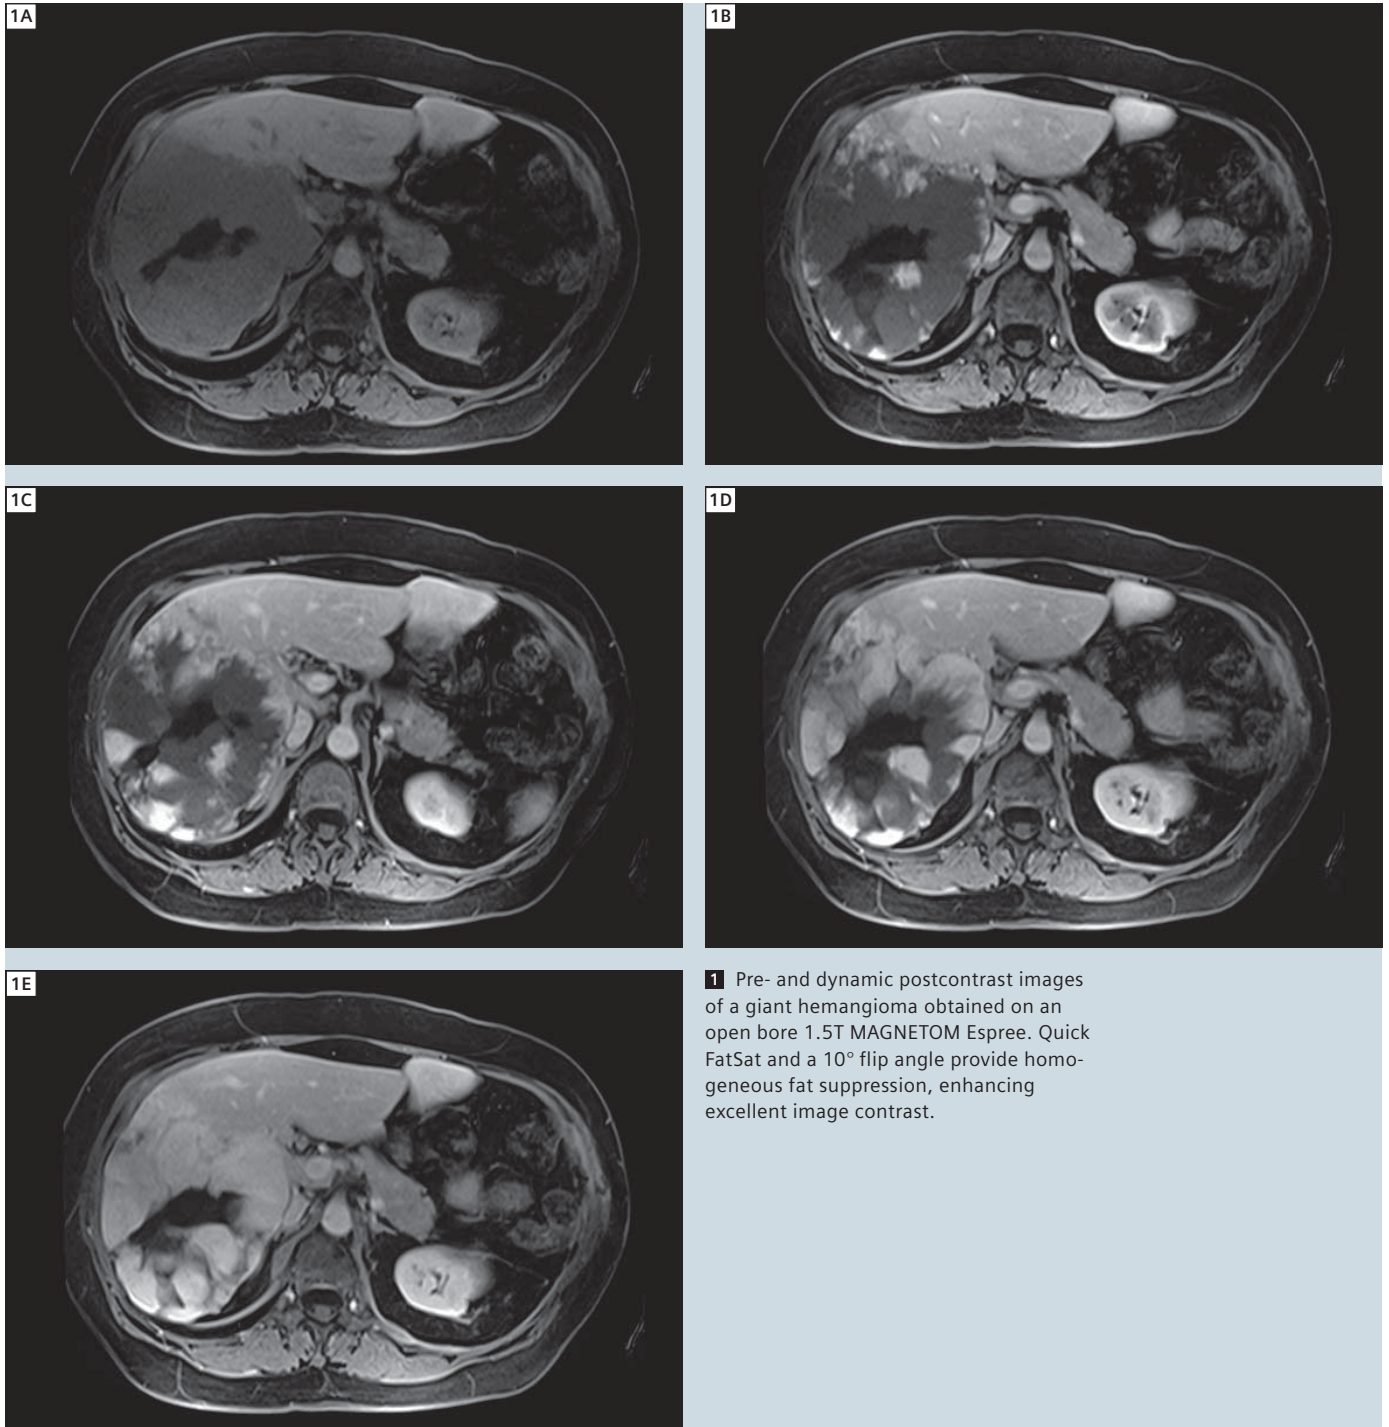 1A
1B
1C
1D
1E
1 Pre- and dynamic postcontrast images
of a giant hemangioma obtained on an
open bore 1.5T MAGNETOM Espree. Quick
FatSat and a 10° flip angle provide homo-
geneous fat suppression, enhancing
excellent image contrast.